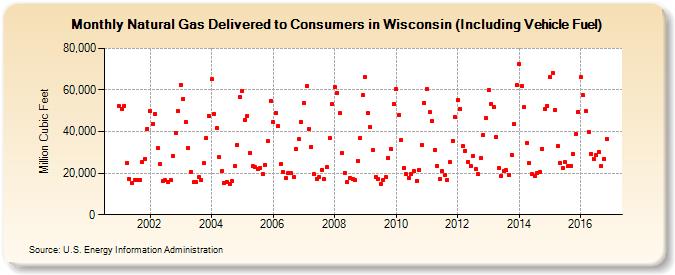 Monthly Natural Gas Delivered to Consumers in Wisconsin (Including Vehicle Fuel)
Million Cubic Feet
80,000
60,000
40,000
20,000
0
2002 2004 2006 2008 2010 2012 2014 2016
Source: U.S. Energy Information Administration